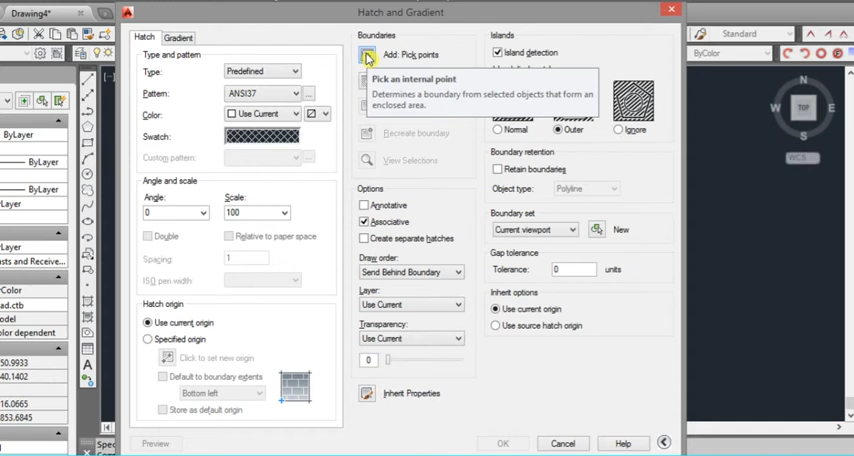 Drawing4*
Hatch and Gradient
Hatch
Gradient
Type and pattern
Type:
Predefined
Pattern:
ANSI37
...
Color:
Use Current
Swatch:
Custom pattern:
...
Angle and scale
Angle:
Scale:
0
100
Double
Relative to paper space
Spacing:
1
ISO pen width:
Hatch origin
Use current origin
Specified origin
Click to set new origin
Default to boundary extents
Bottom left
Store as default origin
Preview
Boundaries
Add: Pick points
Pick an internal point
Determines a boundary from selected objects that form an
enclosed area.
Recreate boundary
View Selections
Options
Annotative
Associative
Create separate hatches
Draw order:
Send Behind Boundary
Layer:
Use Current
Transparency:
Use Current
0
Inherit Properties
Islands
Island detection
Normal
Outer
Ignore
Boundary retention
Retain boundaries
Object type:
Polyline
Boundary set
Current viewport
New
Gap tolerance
Tolerance:
0
units
Inherit options
Use current origin
Use source hatch origin
OK
Cancel
Help
Standard
ByColor
N
W
TOP
E
S
WCS
[-]
ByLayer
ByLayer
ByLayer
ayer
asts and Receive...
yColor
ad.ctb
color dependent
50.9933
40.1402
16.0665
853.6845
A
Spec